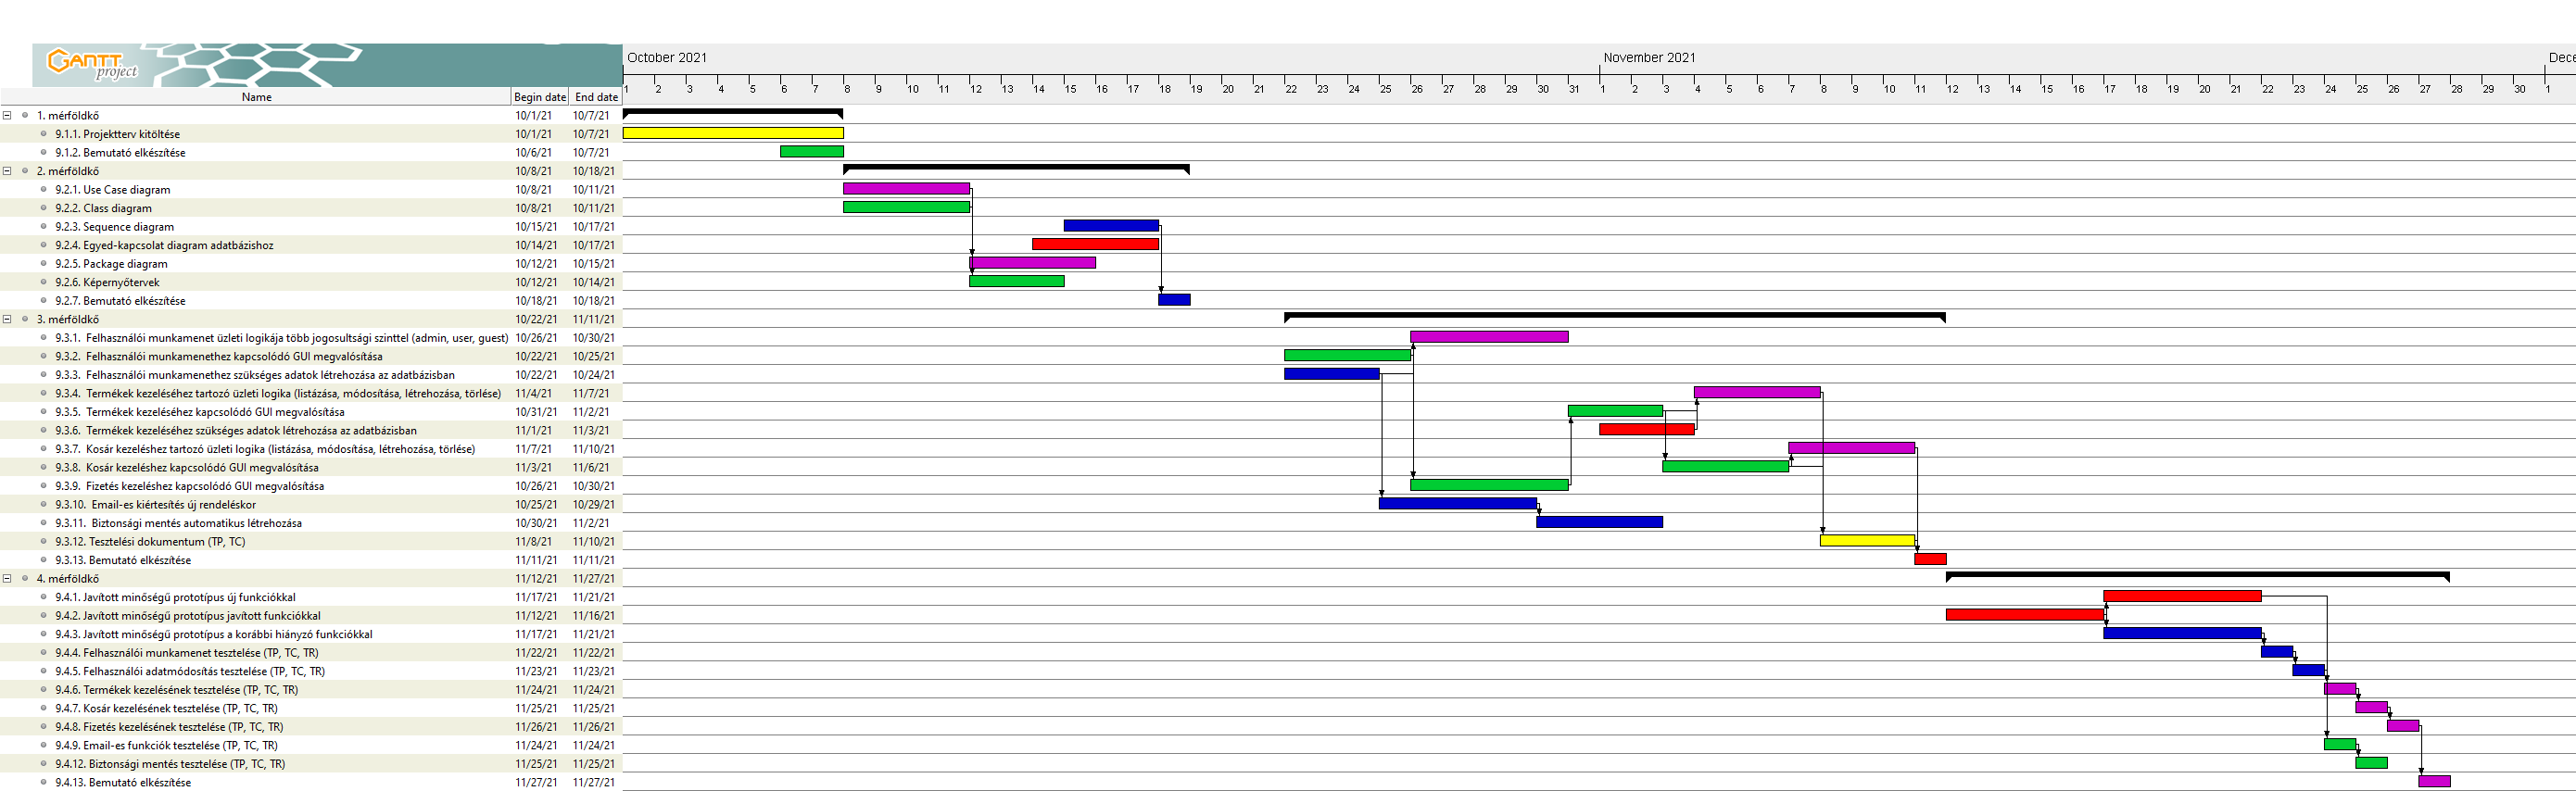 GANTT
project
October 2021
November 2021
Dece
Name Begin date End date 1 2 3 4 5 6 7 8 9 10 11 12 13 14 15 16 17 18 19 20 21 22 23 24 25 26 27 28 29 30 31 1 2 3 4 5 6 7 8 9 10 11 12 13 14 15 16 17 18 19 20 21 22 23 24 25 26 27 28 29 30 1
1. mérföldkő 10/1/21 10/7/21
9.1.1. Projektterv kitöltése 10/1/21 10/7/21
9.1.2. Bemutató elkészítése 10/6/21 10/7/21
2. mérföldkő 10/8/21 10/18/21
9.2.1. Use Case diagram 10/8/21 10/11/21
9.2.2. Class diagram 10/8/21 10/11/21
9.2.3. Sequence diagram 10/15/21 10/17/21
9.2.4. Egyed-kapcsolat diagram adatbázishoz 10/14/21 10/17/21
9.2.5. Package diagram 10/12/21 10/15/21
9.2.6. Képernyőtervek 10/12/21 10/14/21
9.2.7. Bemutató elkészítése 10/18/21 10/18/21
3. mérföldkő 10/22/21 11/11/21
9.3.1. Felhasználói munkamenet üzleti logikája több jogosultsági szinttel (admin, user, guest) 10/26/21 10/30/21
9.3.2. Felhasználói munkamenethez kapcsolódó GUI megvalósítása 10/22/21 10/25/21
9.3.3. Felhasználói munkamenethez szükséges adatok létrehozása az adatbázisban 10/22/21 10/24/21
9.3.4. Termékek kezeléséhez tartozó üzleti logika (listázása, módosítása, létrehozása, törlése) 11/4/21 11/7/21
9.3.5. Termékek kezeléséhez kapcsolódó GUI megvalósítása 10/31/21 11/2/21
9.3.6. Termékek kezeléséhez szükséges adatok létrehozása az adatbázisban 11/1/21 11/3/21
9.3.7. Kosár kezeléshez tartozó üzleti logika (listázása, módosítása, létrehozása, törlése) 11/7/21 11/10/21
9.3.8. Kosár kezeléshez kapcsolódó GUI megvalósítása 11/3/21 11/6/21
9.3.9. Fizetés kezeléshez kapcsolódó GUI megvalósítása 10/26/21 10/30/21
9.3.10. Email-es kiértesítés új rendeléskor 10/25/21 10/29/21
9.3.11. Biztonsági mentés automatikus létrehozása 10/30/21 11/2/21
9.3.12. Tesztelési dokumentum (TP, TC) 11/8/21 11/10/21
9.3.13. Bemutató elkészítése 11/11/21 11/11/21
4. mérföldkő 11/12/21 11/27/21
9.4.1. Javított minőségű prototípus új funkciókkal 11/17/21 11/21/21
9.4.2. Javított minőségű prototípus javított funkciókkal 11/12/21 11/16/21
9.4.3. Javított minőségű prototípus a korábbi hiányzó funkciókkal 11/17/21 11/21/21
9.4.4. Felhasználói munkamenet tesztelése (TP, TC, TR) 11/22/21 11/22/21
9.4.5. Felhasználói adatmódosítás tesztelése (TP, TC, TR) 11/23/21 11/23/21
9.4.6. Termékek kezelésének tesztelése (TP, TC, TR) 11/24/21 11/24/21
9.4.7. Kosár kezelésének tesztelése (TP, TC, TR) 11/25/21 11/25/21
9.4.8. Fizetés kezelésének tesztelése (TP, TC, TR) 11/26/21 11/26/21
9.4.9. Email-es funkciók tesztelése (TP, TC, TR) 11/24/21 11/24/21
9.4.12. Biztonsági mentés tesztelése (TP, TC, TR) 11/25/21 11/25/21
9.4.13. Bemutató elkészítése 11/27/21 11/27/21